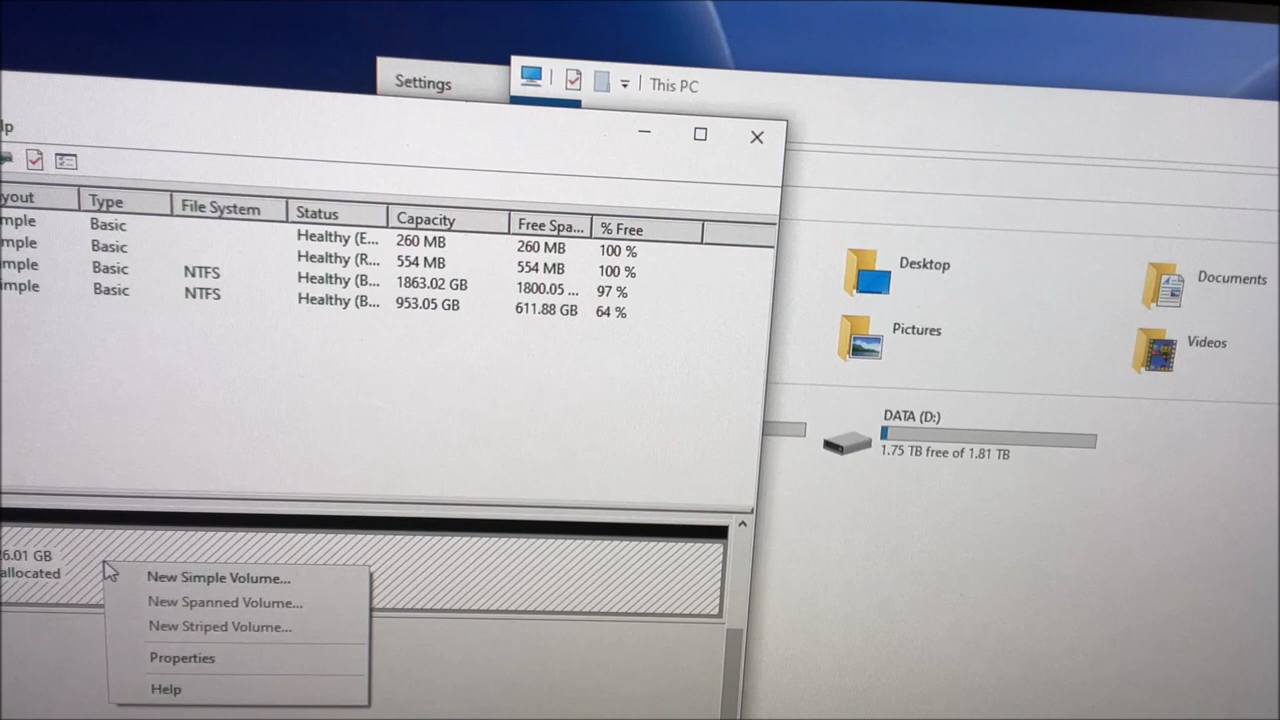 Settings
This PC
lp
yout Type File System Status Capacity Free Spa... % Free
mple Basic Healthy (E... 260 MB 260 MB 100 %
mple Basic Healthy (R... 554 MB 554 MB 100 %
mple Basic NTFS Healthy (B... 1863.02 GB 1800.05 ... 97 %
imple Basic NTFS Healthy (B... 953.05 GB 611.88 GB 64 %
Desktop
Documents
Pictures
Videos
DATA (D:)
1.75 TB free of 1.81 TB
6.01 GB
allocated
New Simple Volume...
New Spanned Volume...
New Striped Volume...
Properties
Help